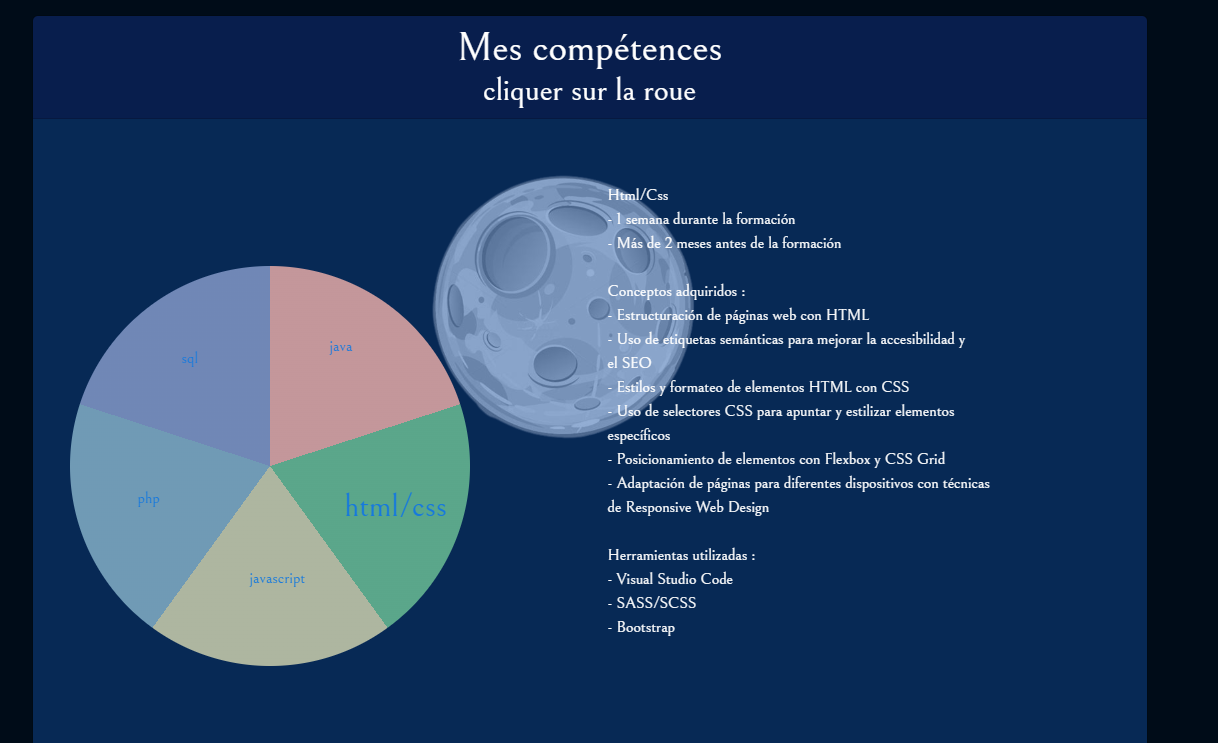 Mes compétences
cliquer sur la roue
sql
java
php
html/css
javascript
Html/Css
- 1 semana durante la formación
- Más de 2 meses antes de la formación
Conceptos adquiridos :
- Estructuración de páginas web con HTML
- Uso de etiquetas semánticas para mejorar la accesibilidad y
el SEO
- Estilos y formateo de elementos HTML con CSS
- Uso de selectores CSS para apuntar y estilizar elementos
específicos
- Posicionamiento de elementos con Flexbox y CSS Grid
- Adaptación de páginas para diferentes dispositivos con técnicas
de Responsive Web Design
Herramientas utilizadas :
- Visual Studio Code
- SASS/SCSS
- Bootstrap